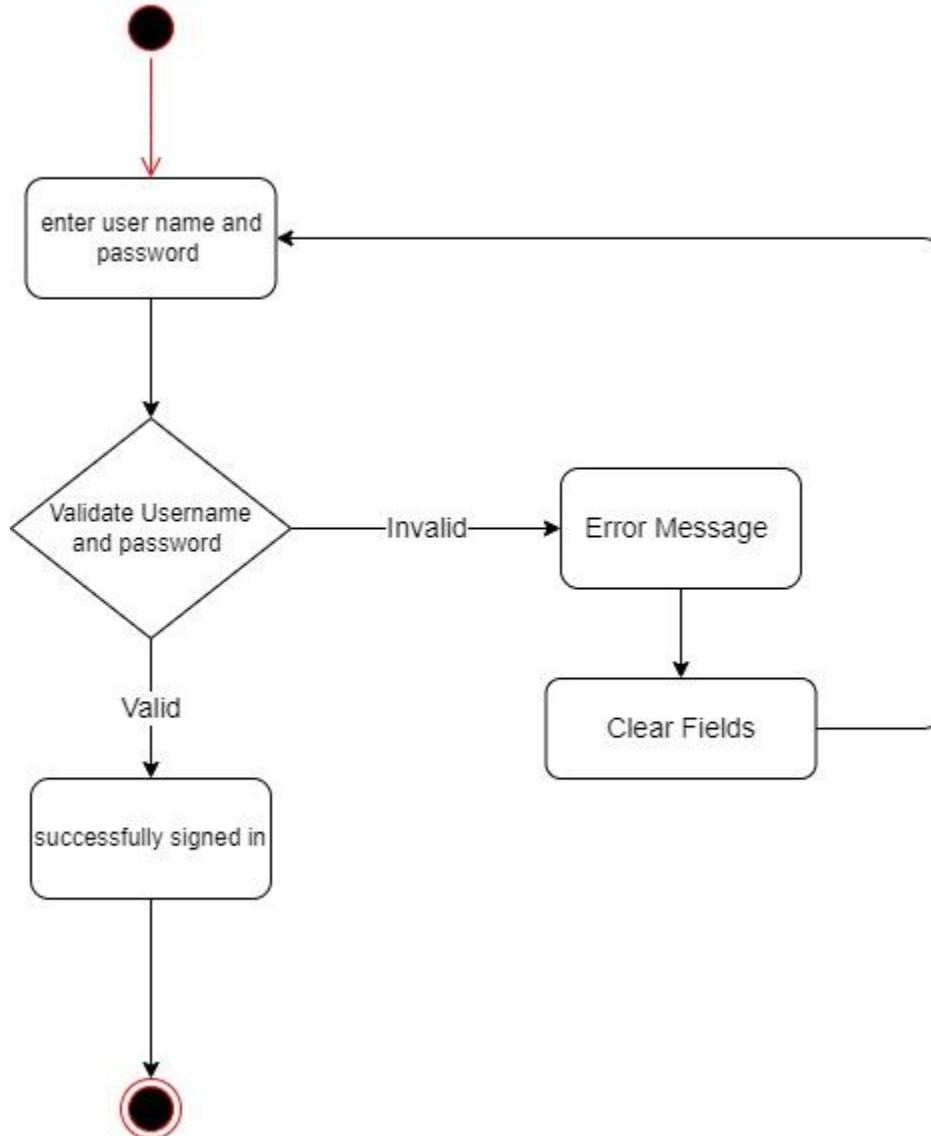 enter user name and
password
Validate Username
and password
Invalid
Error Message
Valid
Clear Fields
successfully signed in